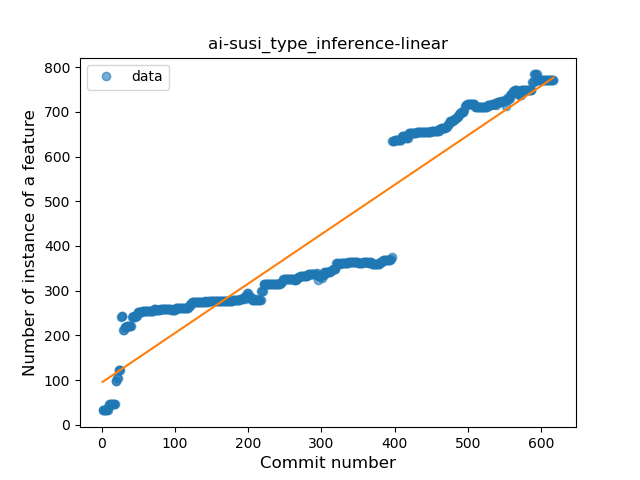 ai-susi_type_inference-linear
data
Number of instance of a feature
800
700
600
500
400
300
200
100
0
0 100 200 300 400 500 600
Commit number